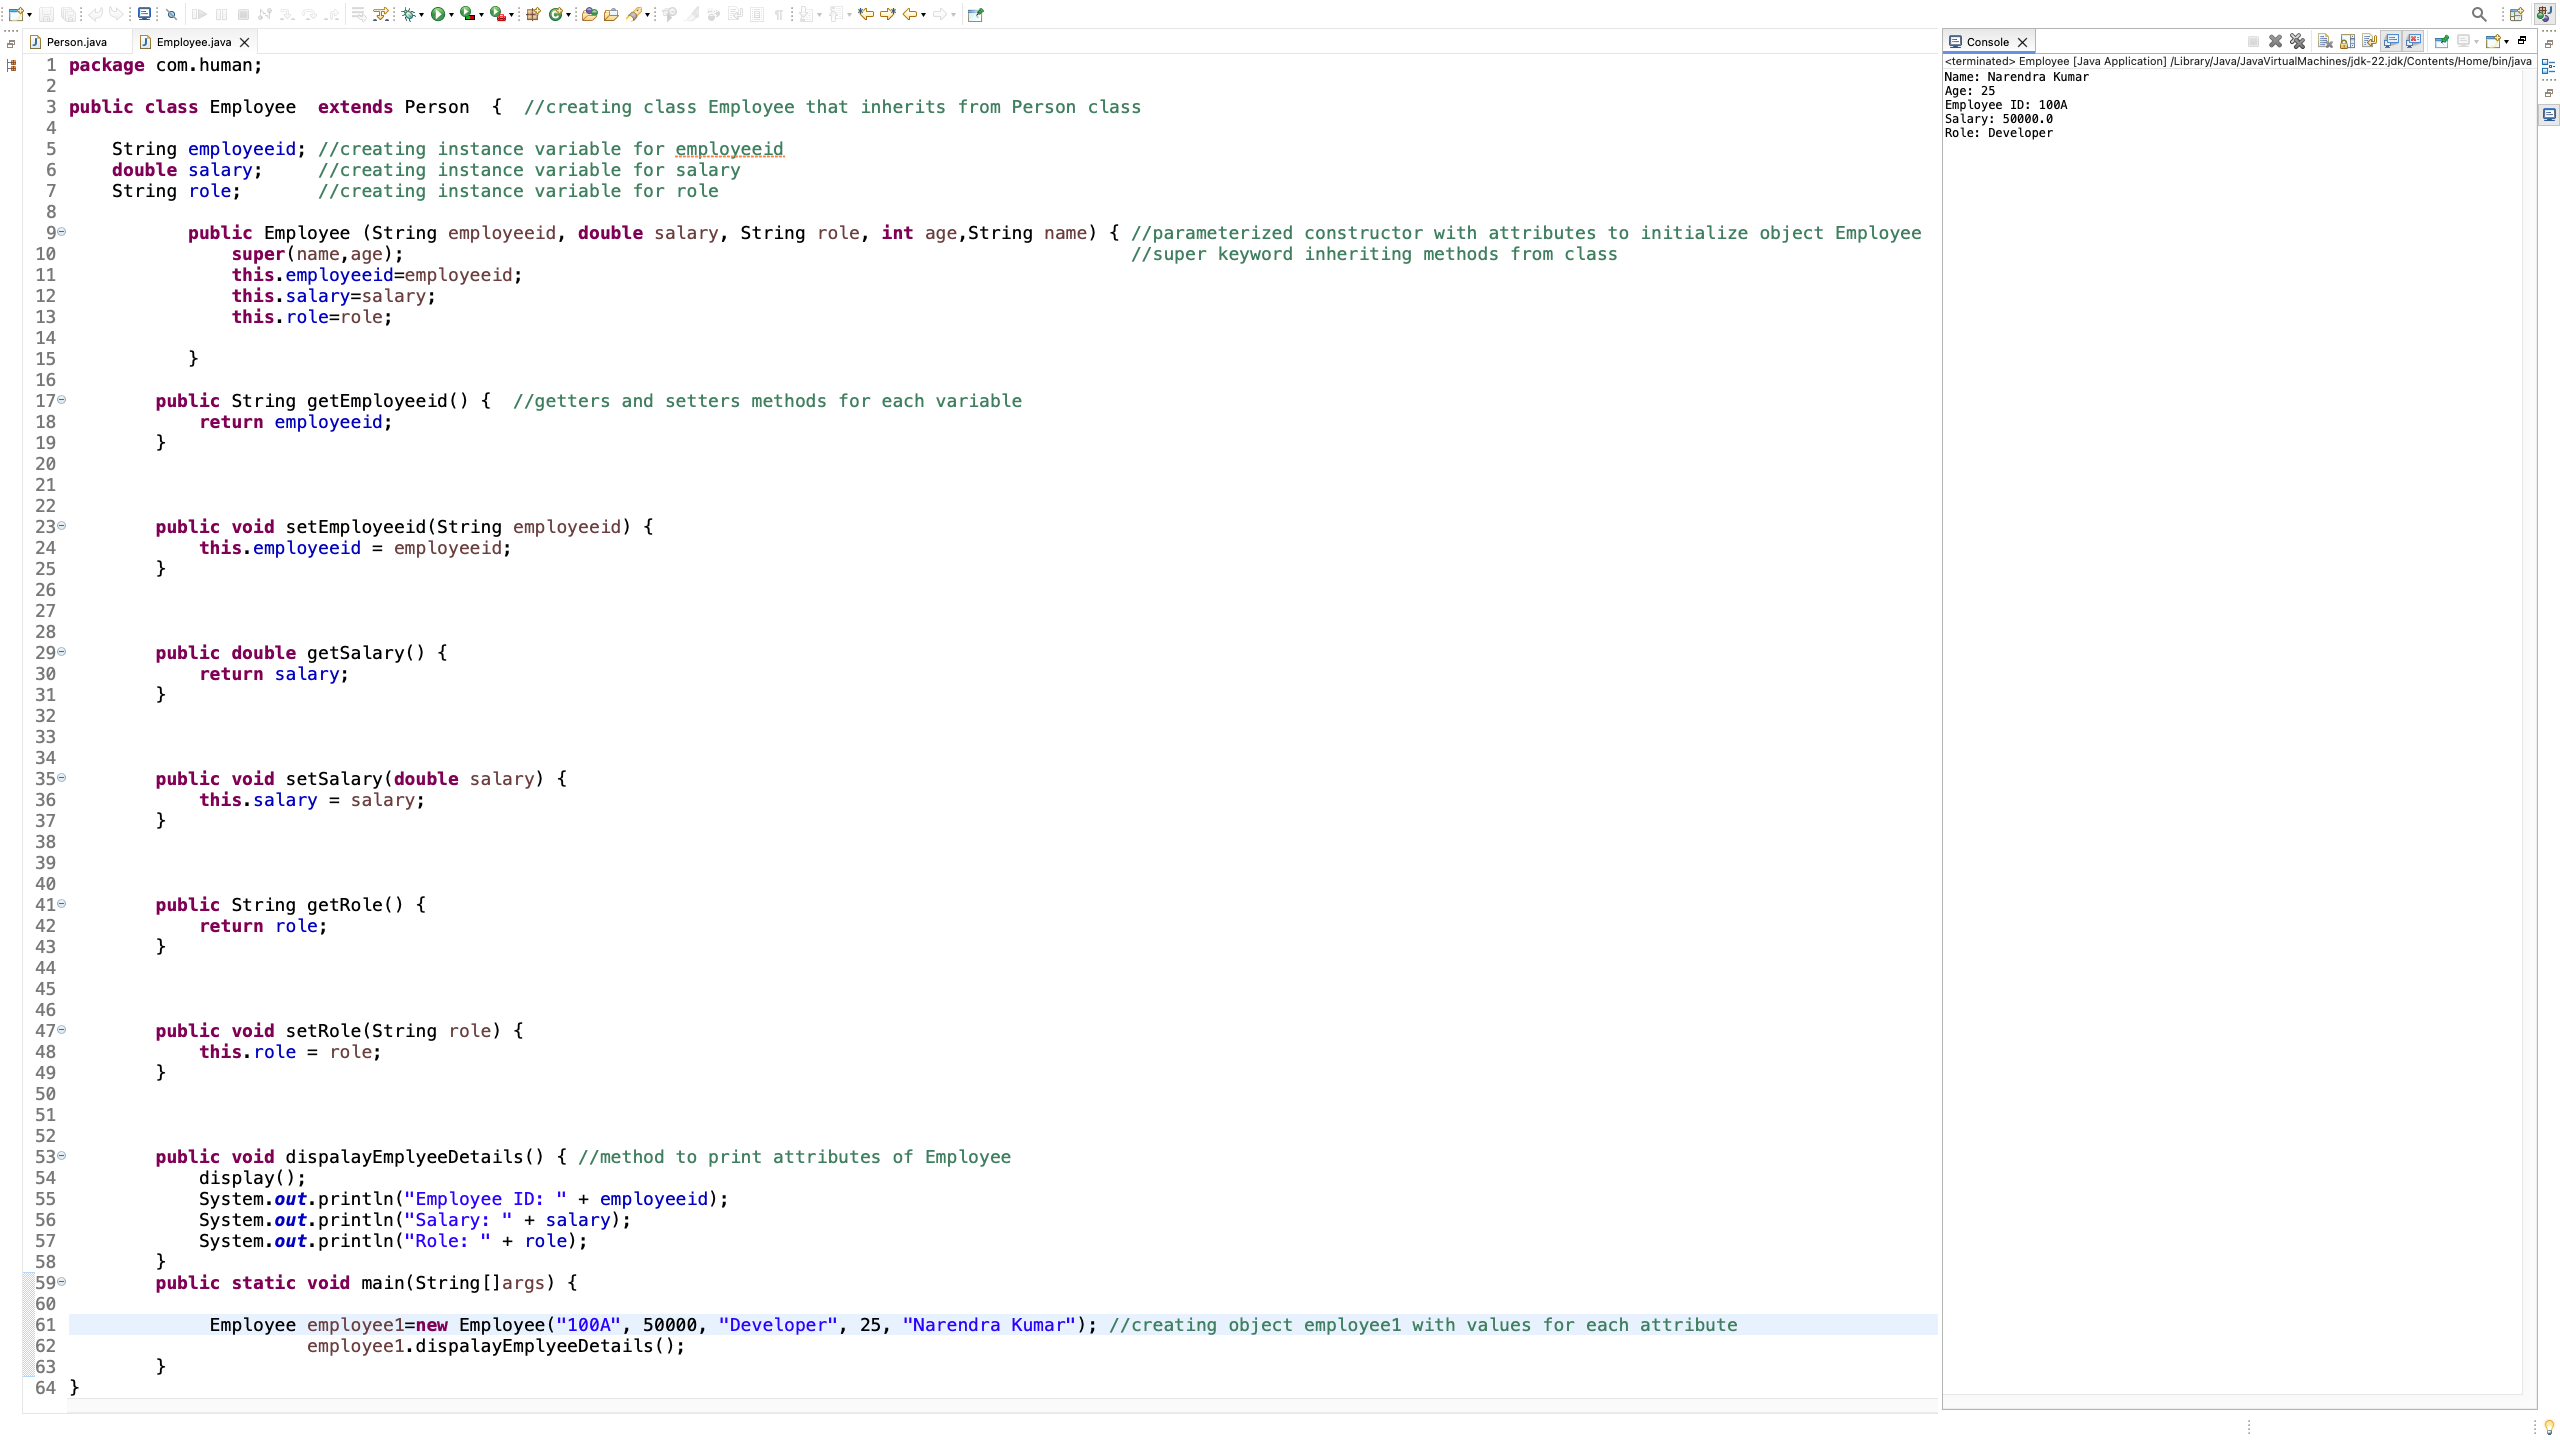 Person.java
Employee.java
1 package com.human;
2
3 public class Employee  extends Person  {  //creating class Employee that inherits from Person class
4
5     String employeeid; //creating instance variable for employeeid
6     double salary;     //creating instance variable for salary
7     String role;       //creating instance variable for role
8
9            public Employee (String employeeid, double salary, String role, int age,String name) { //parameterized constructor with attributes to initialize object Employee
10               super(name,age);                                                                   //super keyword inheriting methods from class
11               this.employeeid=employeeid;
12               this.salary=salary;
13               this.role=role;
14
15           }
16
17        public String getEmployeeid() {  //getters and setters methods for each variable
18            return employeeid;
19        }
20
21
22
23        public void setEmployeeid(String employeeid) {
24            this.employeeid = employeeid;
25        }
26
27
28
29        public double getSalary() {
30            return salary;
31        }
32
33
34
35        public void setSalary(double salary) {
36            this.salary = salary;
37        }
38
39
40
41        public String getRole() {
42            return role;
43        }
44
45
46
47        public void setRole(String role) {
48            this.role = role;
49        }
50
51
52
53        public void dispalayEmplyeeDetails() { //method to print attributes of Employee
54            display();
55            System.out.println("Employee ID: " + employeeid);
56            System.out.println("Salary: " + salary);
57            System.out.println("Role: " + role);
58        }
59        public static void main(String[]args) {
60
61             Employee employee1=new Employee("100A", 50000, "Developer", 25, "Narendra Kumar"); //creating object employee1 with values for each attribute
62                      employee1.dispalayEmplyeeDetails();
63        }
64 }
Console
<terminated> Employee [Java Application] /Library/Java/JavaVirtualMachines/jdk-22.jdk/Contents/Home/bin/java
Name: Narendra Kumar
Age: 25
Employee ID: 100A
Salary: 50000.0
Role: Developer